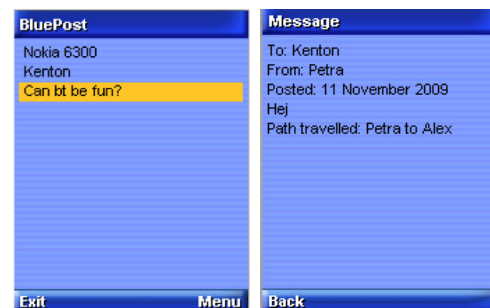 BluePost
Nokia 6300
Kenton
Can bt be fun?
Exit Menu
Message
To: Kenton
From: Petra
Posted: 11 November 2009
Hej
Path travelled: Petra to Alex
Back